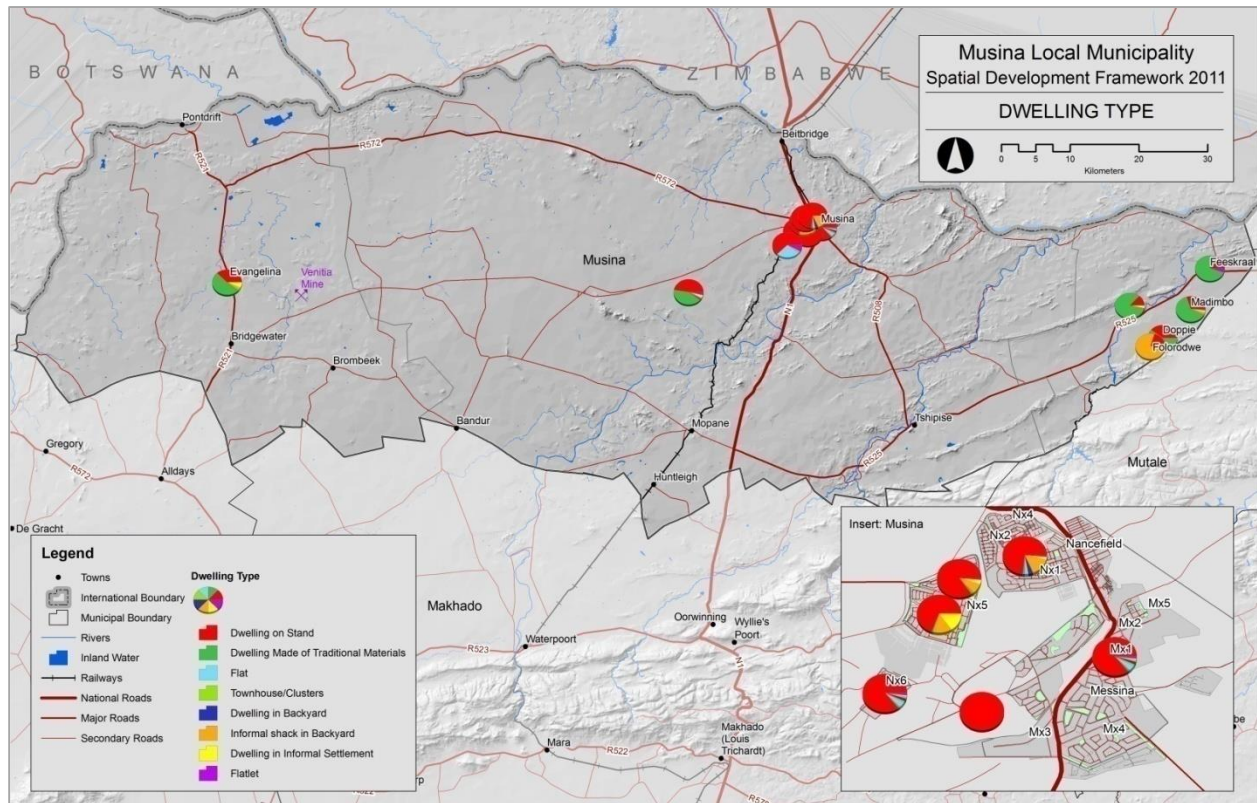 Musina Local Municipality
Spatial Development Framework 2011
DWELLING TYPE
0 5 10 20 30
Kilometers
BOTSWANA
ZIMBABWE
Pontdrift
Beitbridge
R572
R521
R572
Musina
Evangelina
Venitia
Mine
Musina
Feeskraal
Madimbo
R525
Doppie
Folorodwe
N1
R508
Bridgewater
R521
Brombeek
Bandur
Mopane
Tshipise
R525
Gregory
R572
Alldays
Huntleigh
Mutale
De Gracht
Makhado
Waterpoort
R523
Oorwinning
Wyllie's
Poort
N1
Mara
R522
Makhado
(Louis
Trichardt)
R522
Legend
Towns
International Boundary
Municipal Boundary
Rivers
Inland Water
Railways
National Roads
Major Roads
Secondary Roads
Dwelling Type
Dwelling on Stand
Dwelling Made of Traditional Materials
Flat
Townhouse/Clusters
Dwelling in Backyard
Informal shack in Backyard
Dwelling in Informal Settlement
Flatlet
Insert: Musina
Nx4
Nx2
Nancefield
Nx1
Nx5
Mx5
Mx2
Mx1
Nx6
Messina
Mx3
Mx4